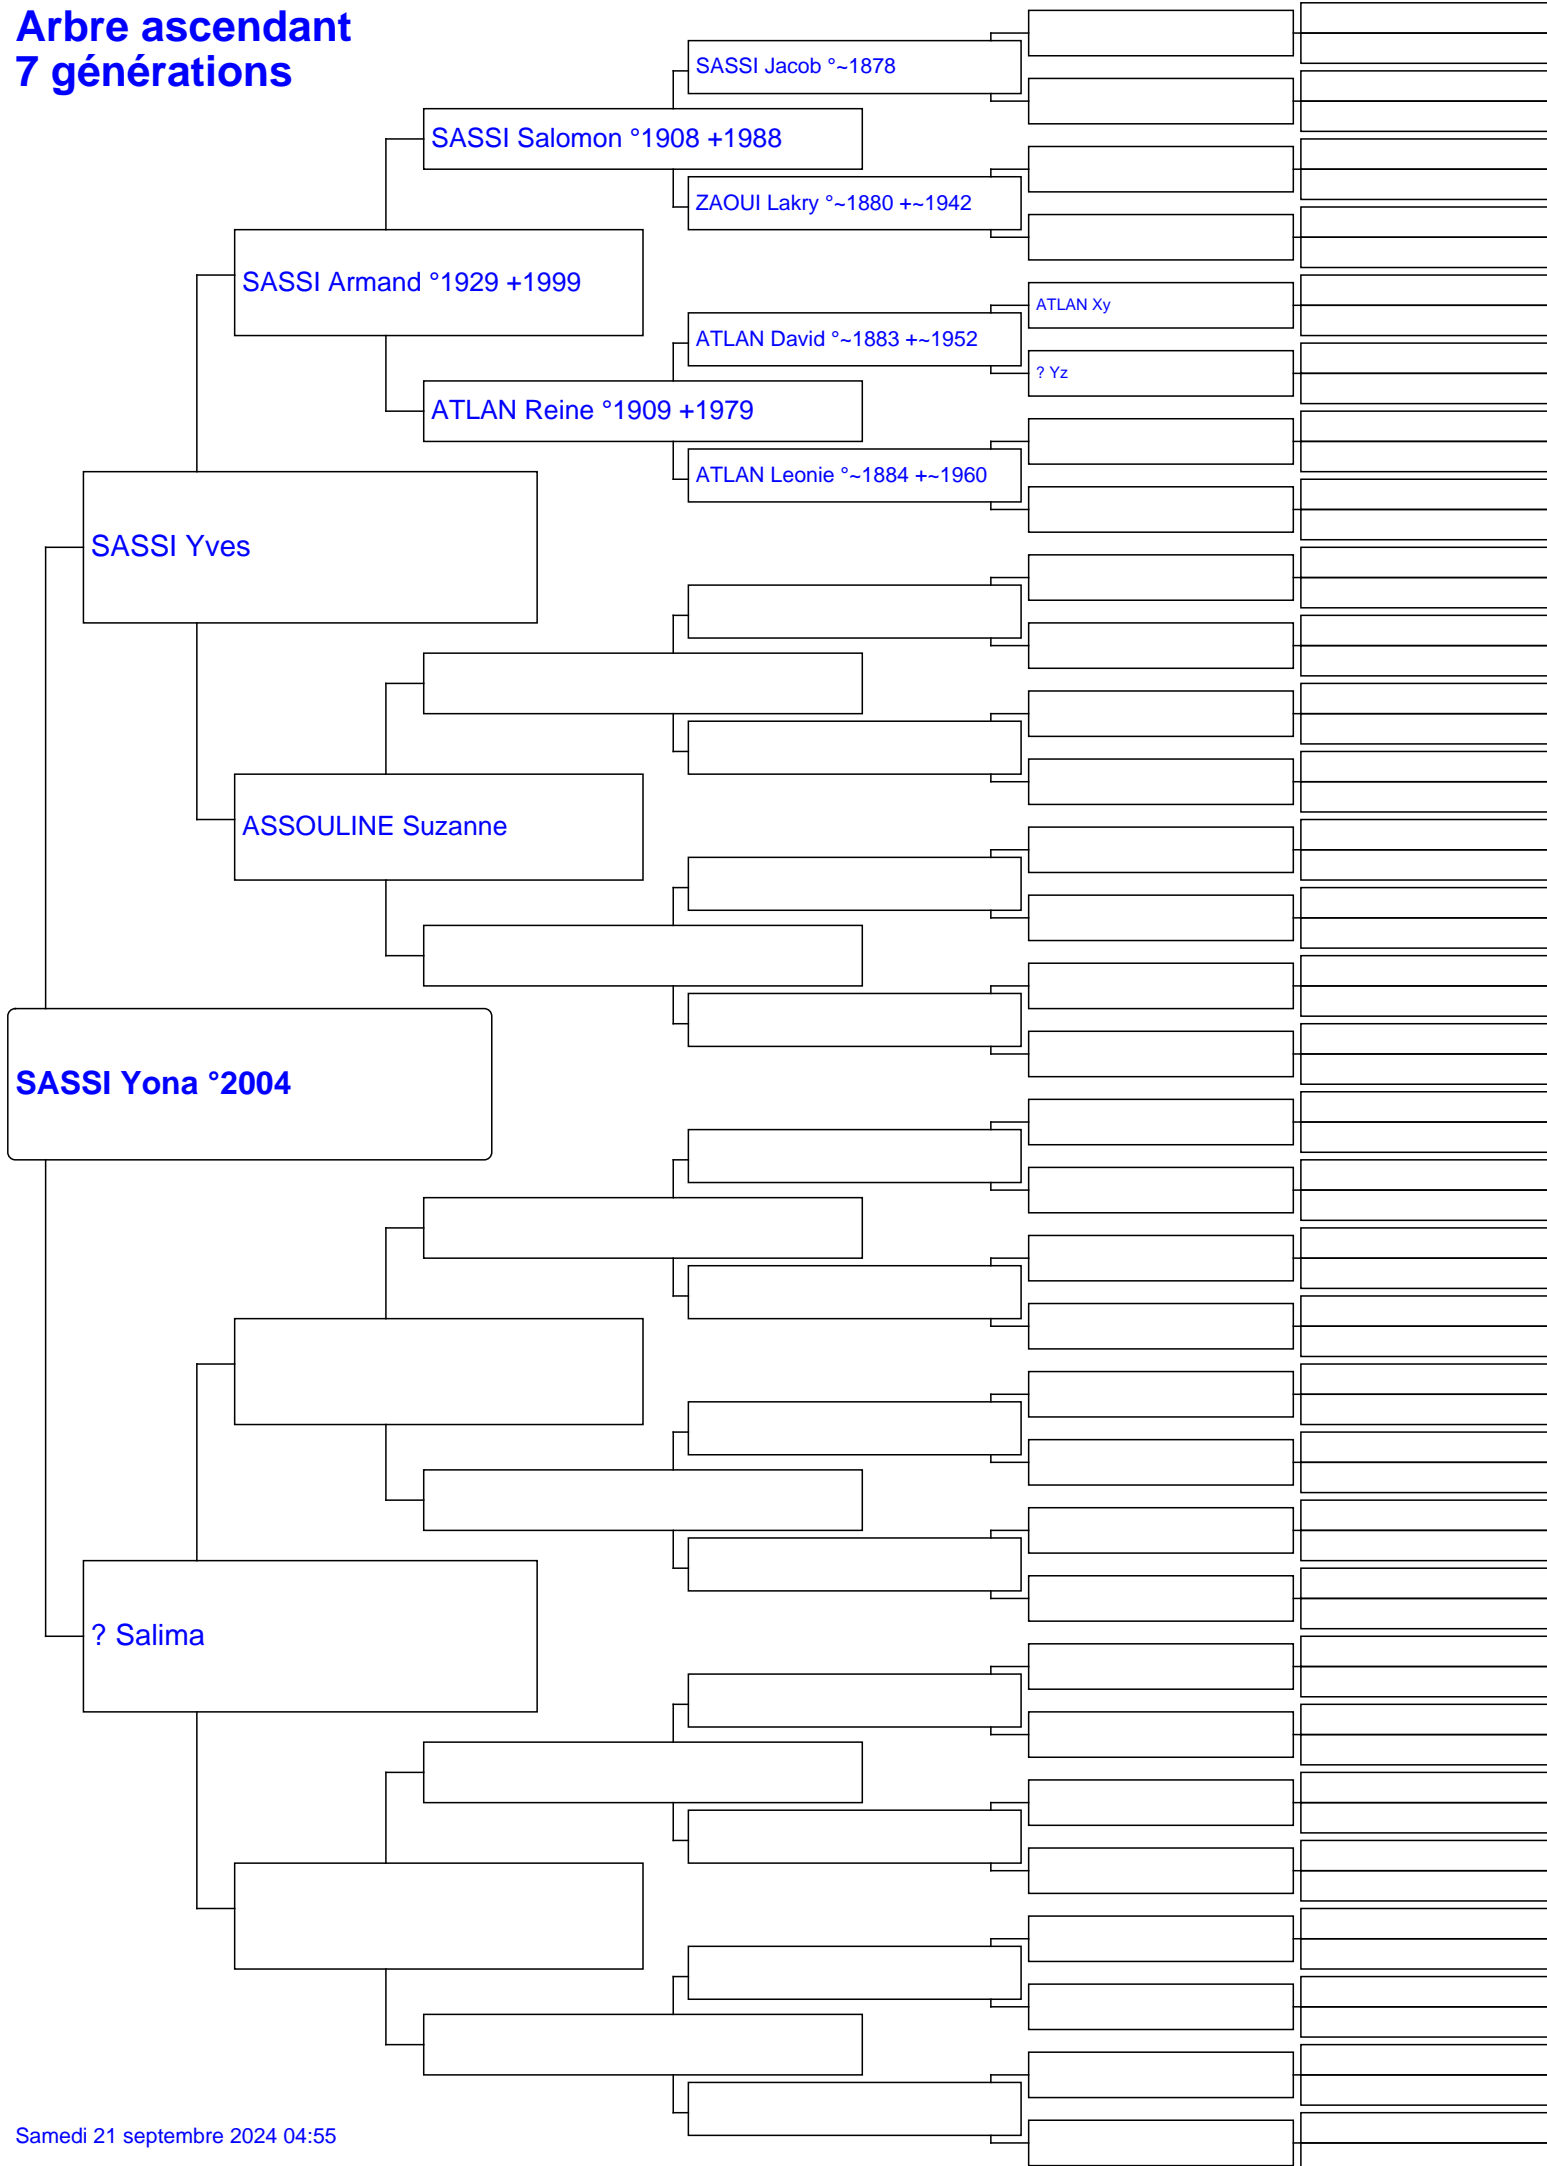 Arbre ascendant
7 générations
SASSI Jacob °~1878
SASSI Salomon °1908 +1988
ZAOUI Lakry °~1880 +~1942
SASSI Armand °1929 +1999
ATLAN Xy
ATLAN David °~1883 +~1952
? Yz
ATLAN Reine °1909 +1979
ATLAN Leonie °~1884 +~1960
SASSI Yves
ASSOULINE Suzanne
SASSI Yona °2004
? Salima
Samedi 21 septembre 2024 04:55